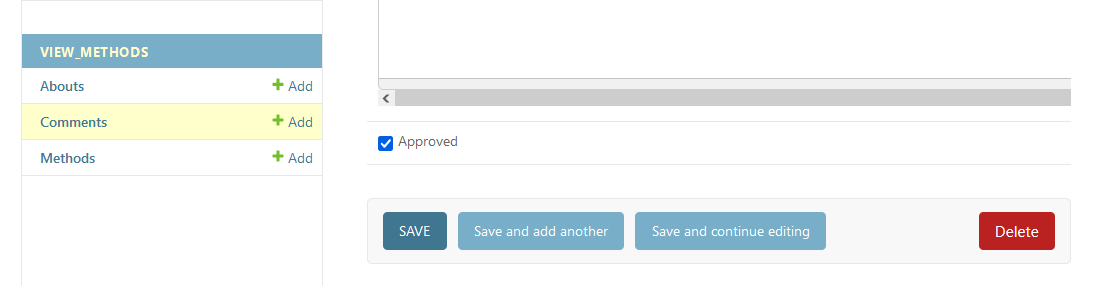 VIEW_METHODS
Abouts
Add
Comments
Add
Methods
Add
Approved
SAVE
Save and add another
Save and continue editing
Delete